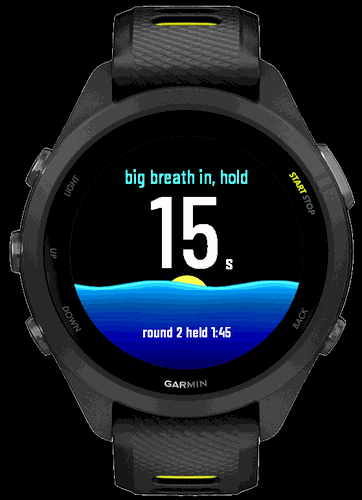 big breath in, hold
LIGHT
START STOP
15 s
UP
round 2 held 1:45
DOWN
BACK
GARMIN